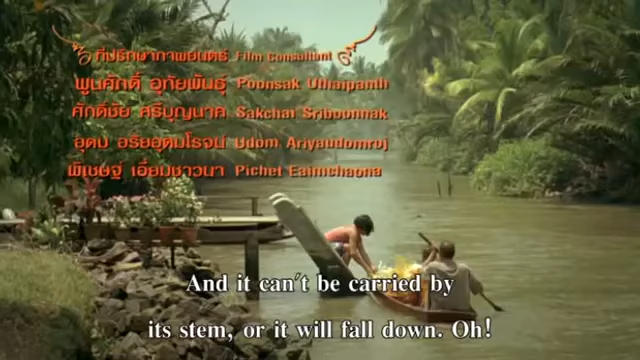 ที่ปรึกษาภาพยนตร์ Film Consultant
พูนศักดิ์ อุทัยพันธุ์ Poonsak Uthaipanth
ศักดิ์ชัย ศรีบุญนาค Sakchai Sriboonnak
อุดม อริยอุดมโรจน์ Udom Ariyaudomroj
พิเชษฐ์ เอี่ยมชาวนา Pichet Eaimchaona
And it can't be carried by
its stem, or it will fall down. Oh!